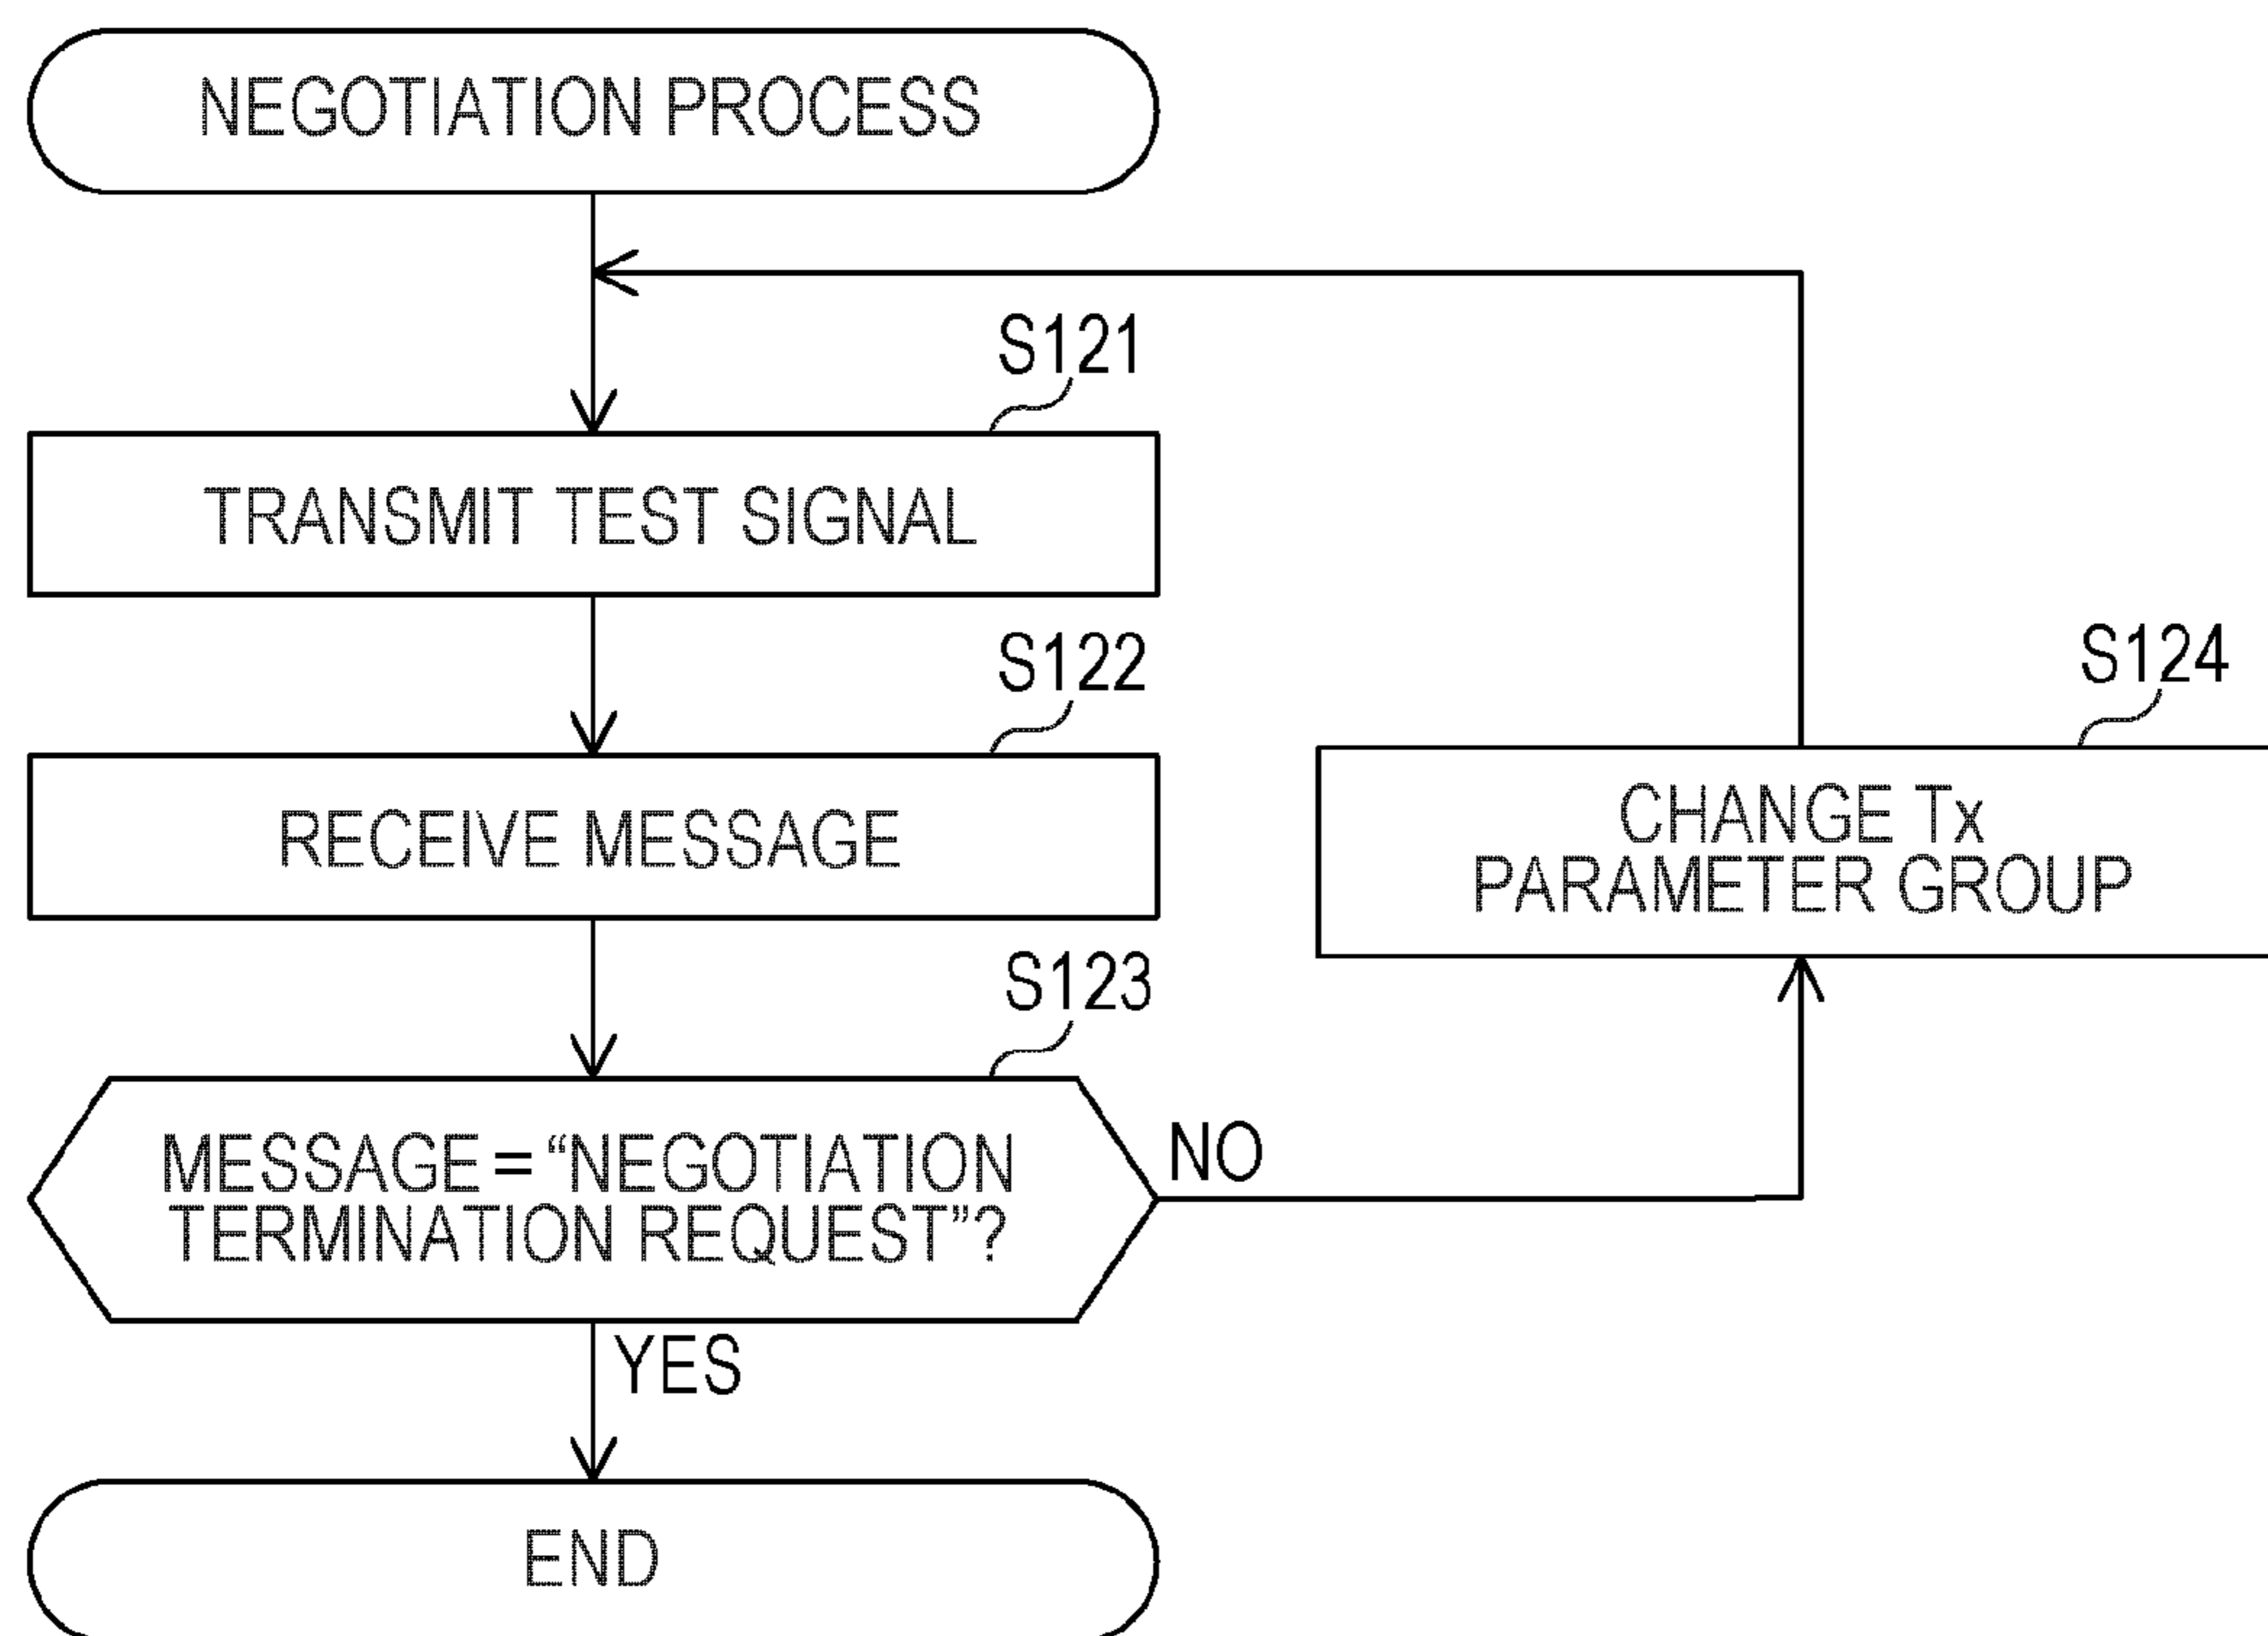 NEGOTIATION PROCESS
S121
TRANSMIT TEST SIGNAL
S122
RECEIVE MESSAGE
S124
CHANGE Tx
PARAMETER GROUP
S123
MESSAGE = “NEGOTIATION
TERMINATION REQUEST”?
NO
YES
END